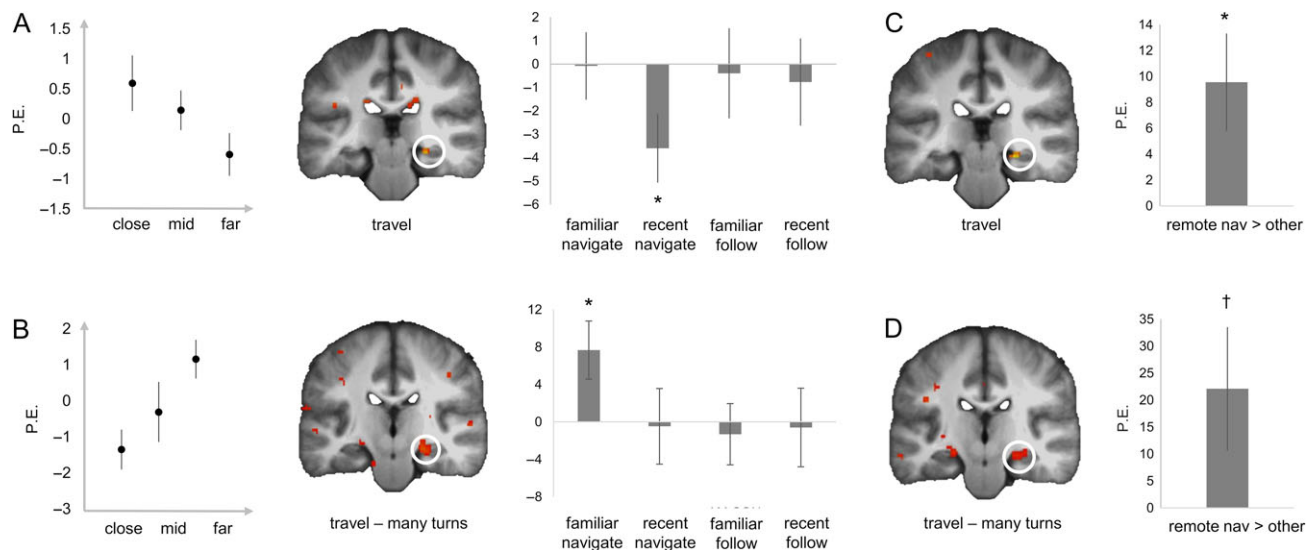 A
1.5
1
0.5
0
–0.5
–1
–1.5
P.E.
close mid far
travel
2
1
0
–1
–2
–3
–4
–5
–6
*
familiar navigate
recent navigate
familiar follow
recent follow
C
travel
14
12
10
8
6
4
2
0
P.E.
*
remote nav > other
B
2
1
0
–1
–2
–3
P.E.
close mid far
travel – many turns
12
8
4
0
–4
–8
*
familiar navigate
recent navigate
familiar follow
recent follow
D
travel – many turns
35
30
25
20
15
10
5
0
P.E.
†
remote nav > other